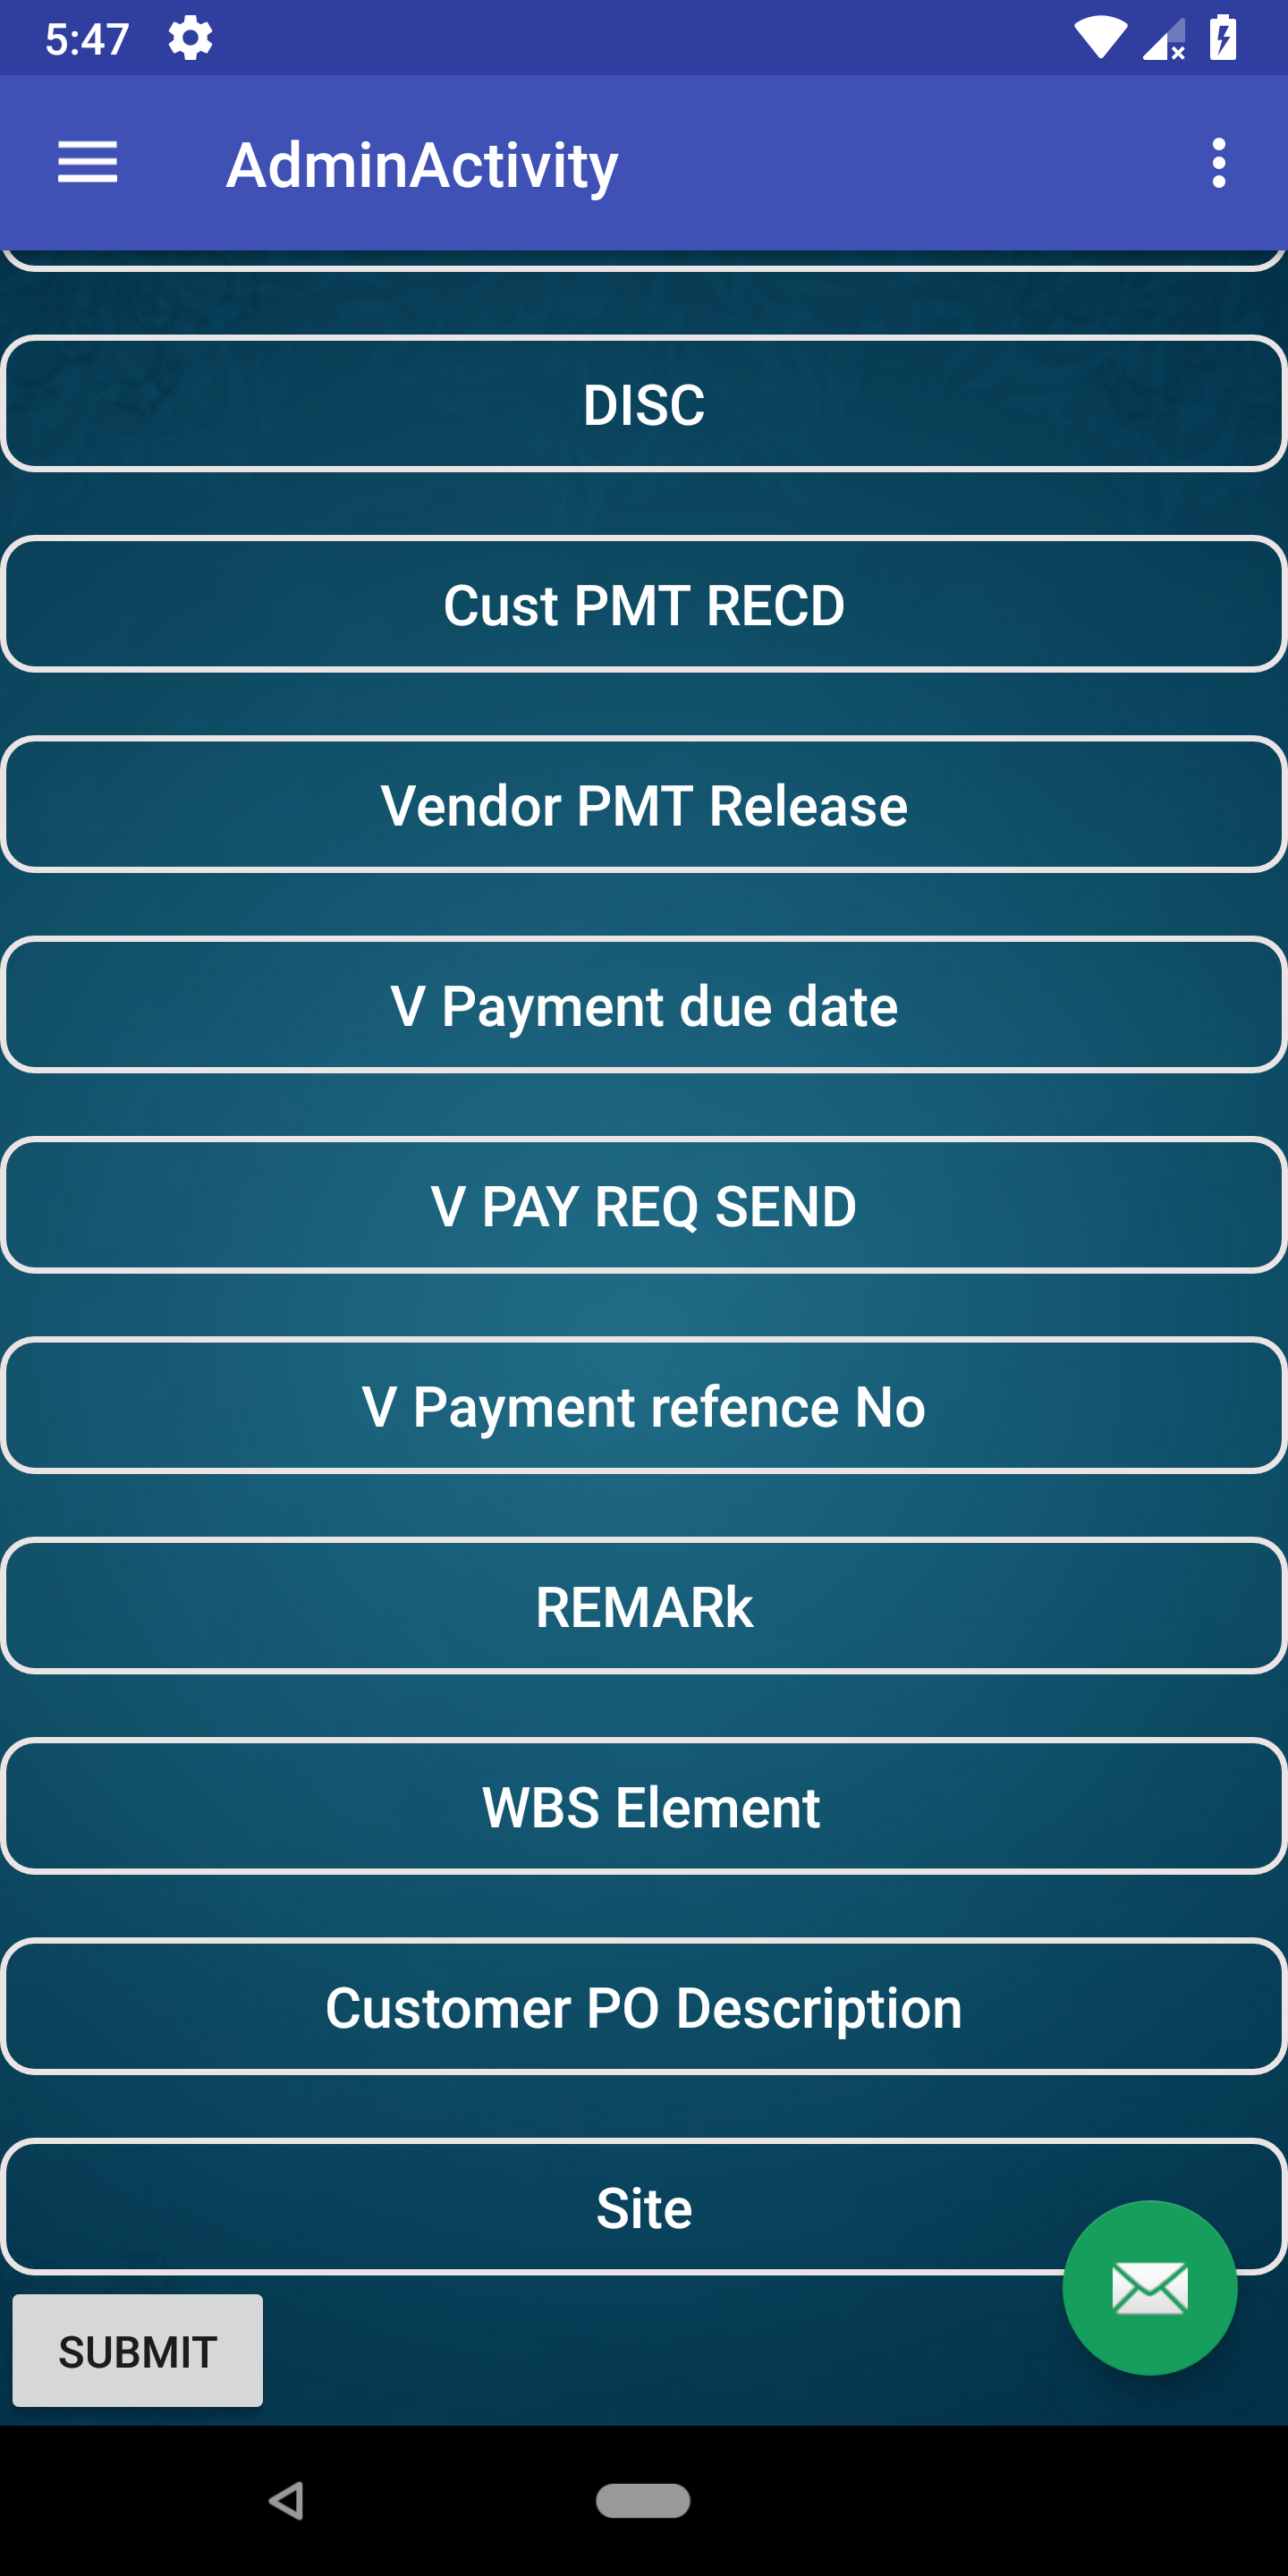 5:47
AdminActivity
DISC
Cust PMT RECD
Vendor PMT Release
V Payment due date
V PAY REQ SEND
V Payment refence No
REMARk
WBS Element
Customer PO Description
Site
SUBMIT